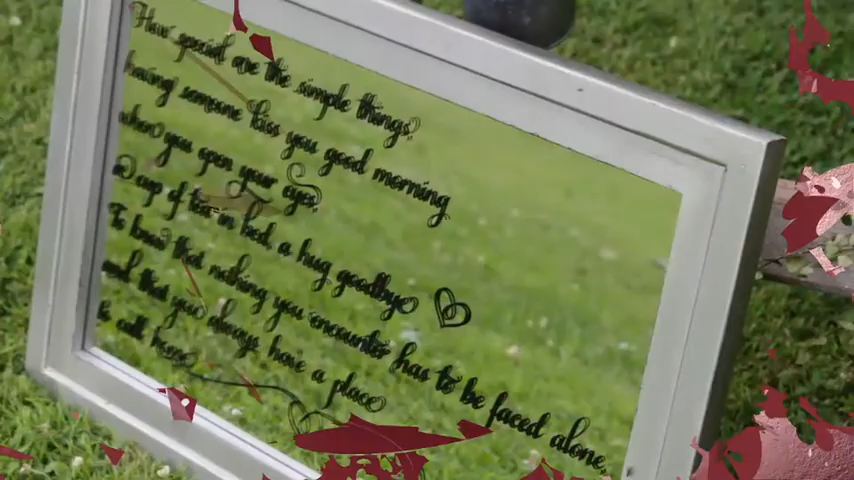 How special are the simple things?
having someone kiss you good morning
when you open your eyes?
A cup of tea in bed, a hug goodbye
To know that nothing you encounter has to be faced alone,
and that you always have a place
to call home